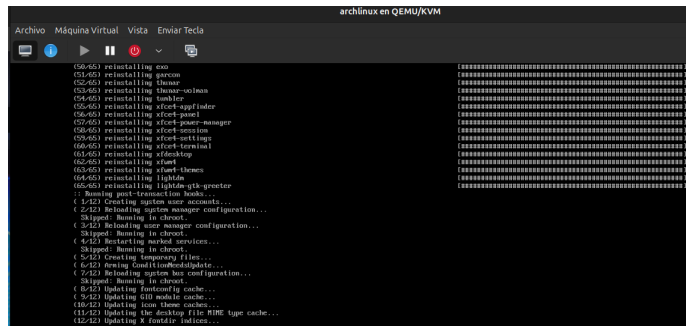 archlinux en QEMU/KVM
Archivo Máquina Virtual Vista Enviar Tecla
(50/65) reinstalling exo
(51/65) reinstalling garcon
(52/65) reinstalling thunar
(53/65) reinstalling thunar-volman
(54/65) reinstalling tumbler
(55/65) reinstalling xfce4-appfinder
(56/65) reinstalling xfce4-panel
(57/65) reinstalling xfce4-power-manager
(58/65) reinstalling xfce4-session
(59/65) reinstalling xfce4-settings
(60/65) reinstalling xfce4-terminal
(61/65) reinstalling xfdesktop
(62/65) reinstalling xfwm4
(63/65) reinstalling xfwm4-themes
(64/65) reinstalling lightdm
(65/65) reinstalling lightdm-gtk-greeter
:: Running post-transaction hooks...
( 1/12) Creating system user accounts...
( 2/12) Reloading system manager configuration...
Skipped: Running in chroot.
( 3/12) Reloading user manager configuration...
Skipped: Running in chroot.
( 4/12) Restarting marked services...
Skipped: Running in chroot.
( 5/12) Creating temporary files...
( 6/12) Arming ConditionNeedsUpdate...
( 7/12) Reloading system bus configuration...
Skipped: Running in chroot.
( 8/12) Updating fontconfig cache...
( 9/12) Updating GIO module cache...
(10/12) Updating icon theme caches...
(11/12) Updating the desktop file MIME type cache...
(12/12) Updating X fontdir indices...